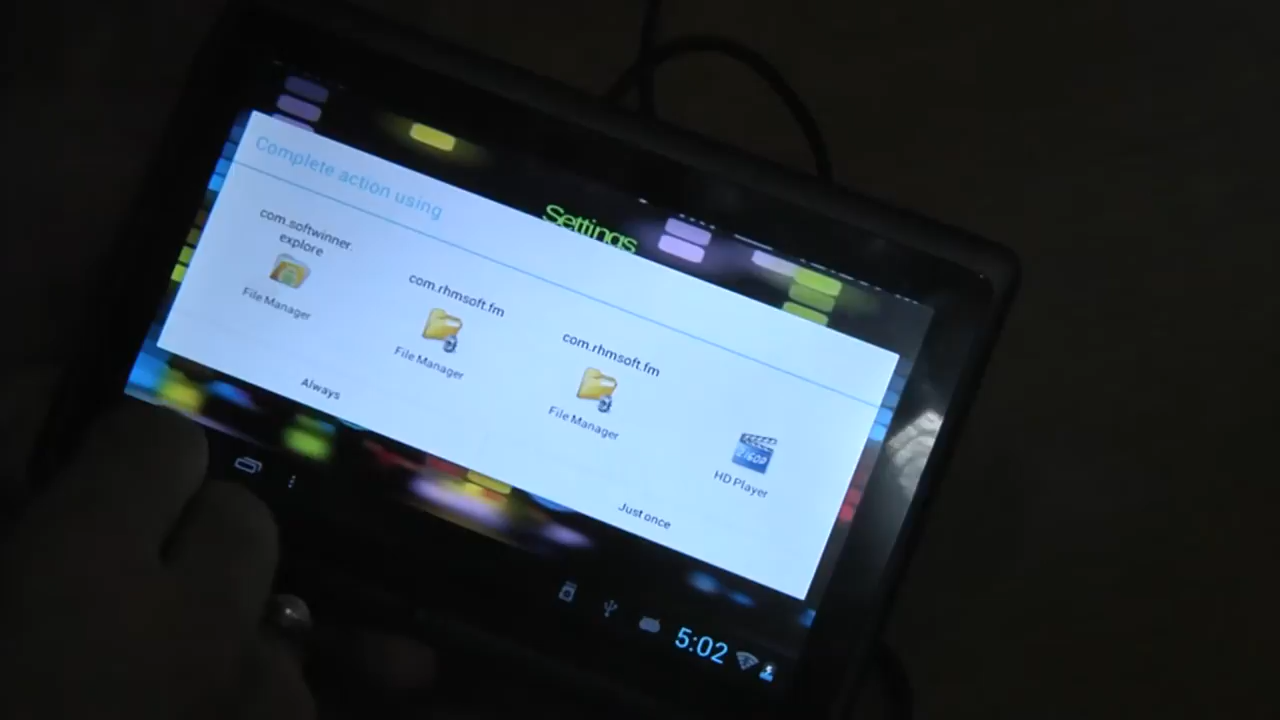 Complete action using
Settings
com.softwinner.
explore
File Manager
com.rhmsoft.fm
File Manager
com.rhmsoft.fm
File Manager
2160P
HD Player
Always
Just once
5:02